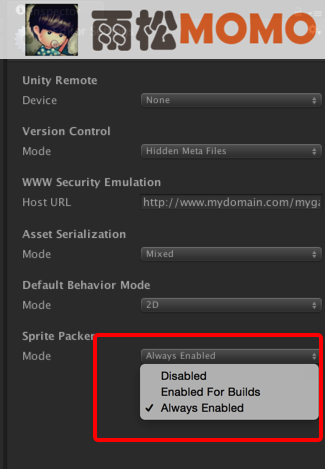 雨松MOMO
Unity Remote
Device None
Version Control
Mode Hidden Meta Files
WWW Security Emulation
Host URL http://www.mydomain.com/myga
Asset Serialization
Mode Mixed
Default Behavior Mode
Mode 2D
Sprite Packer
Mode Always Enabled
Disabled
Enabled For Builds
✓ Always Enabled